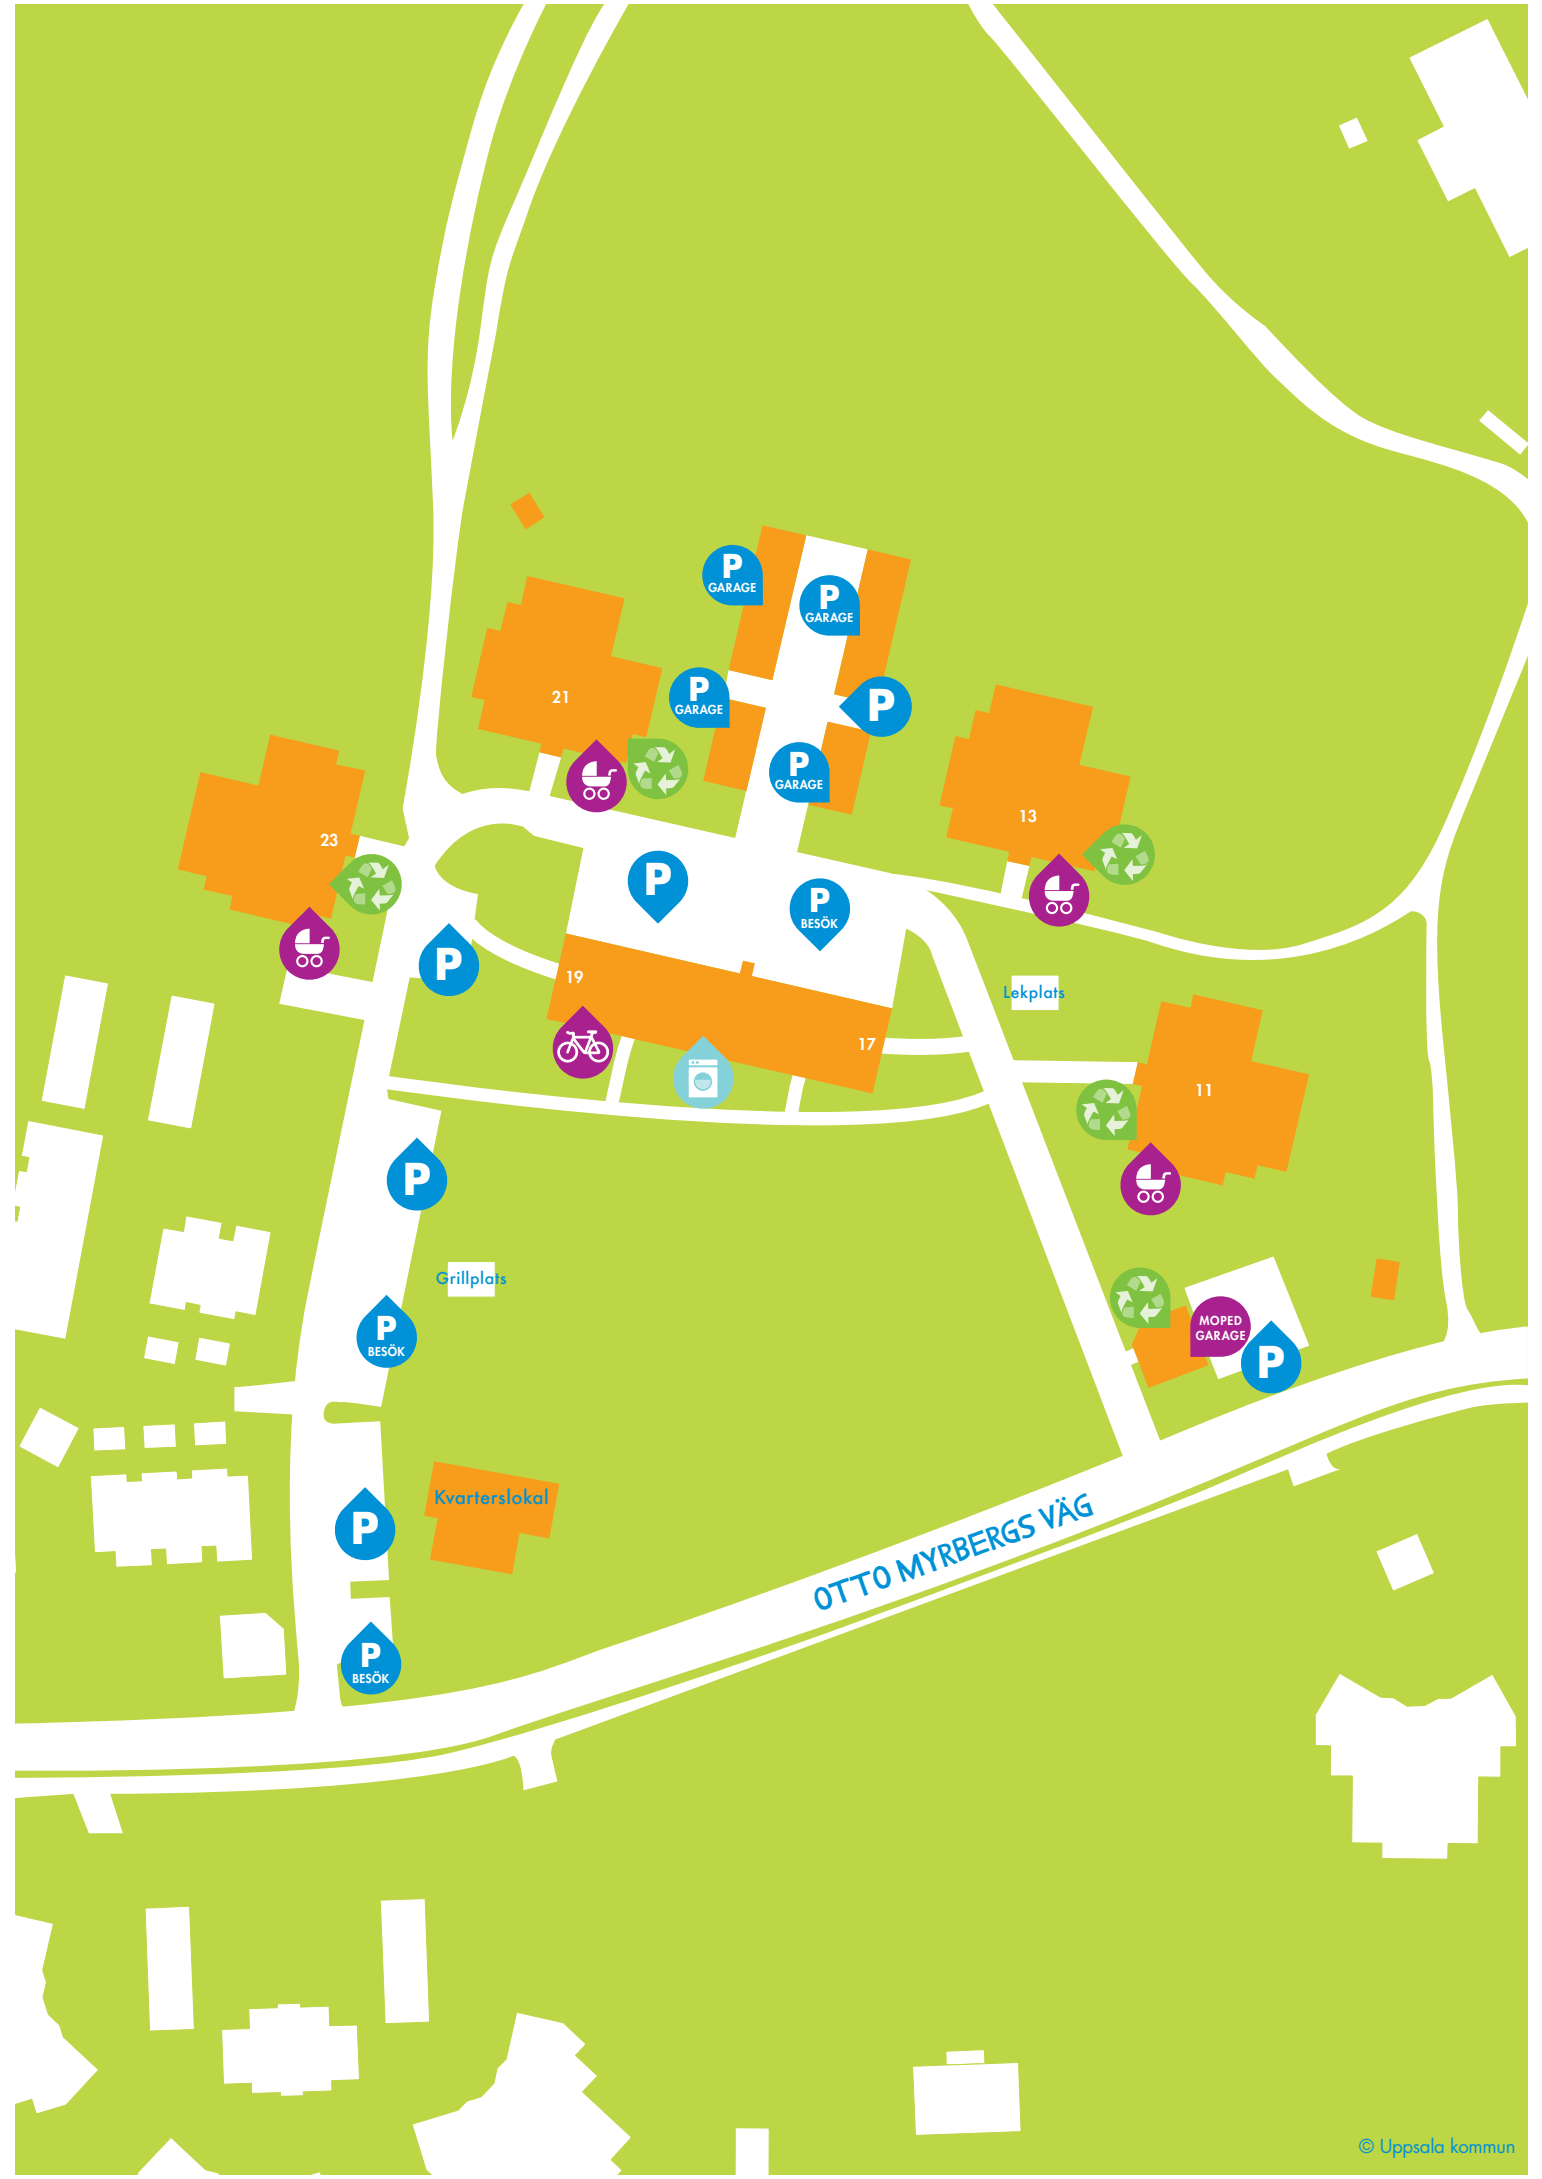 P
GARAGE
P
GARAGE
P
GARAGE
21
P
P
GARAGE
13
23
P
P
BESÖK
P
19
Lekplats
17
11
P
Grillplats
P
BESÖK
MOPED
GARAGE
P
Kvarterslokal
P
OTTO MYRBERGS VÄG
P
BESÖK
© Uppsala kommun